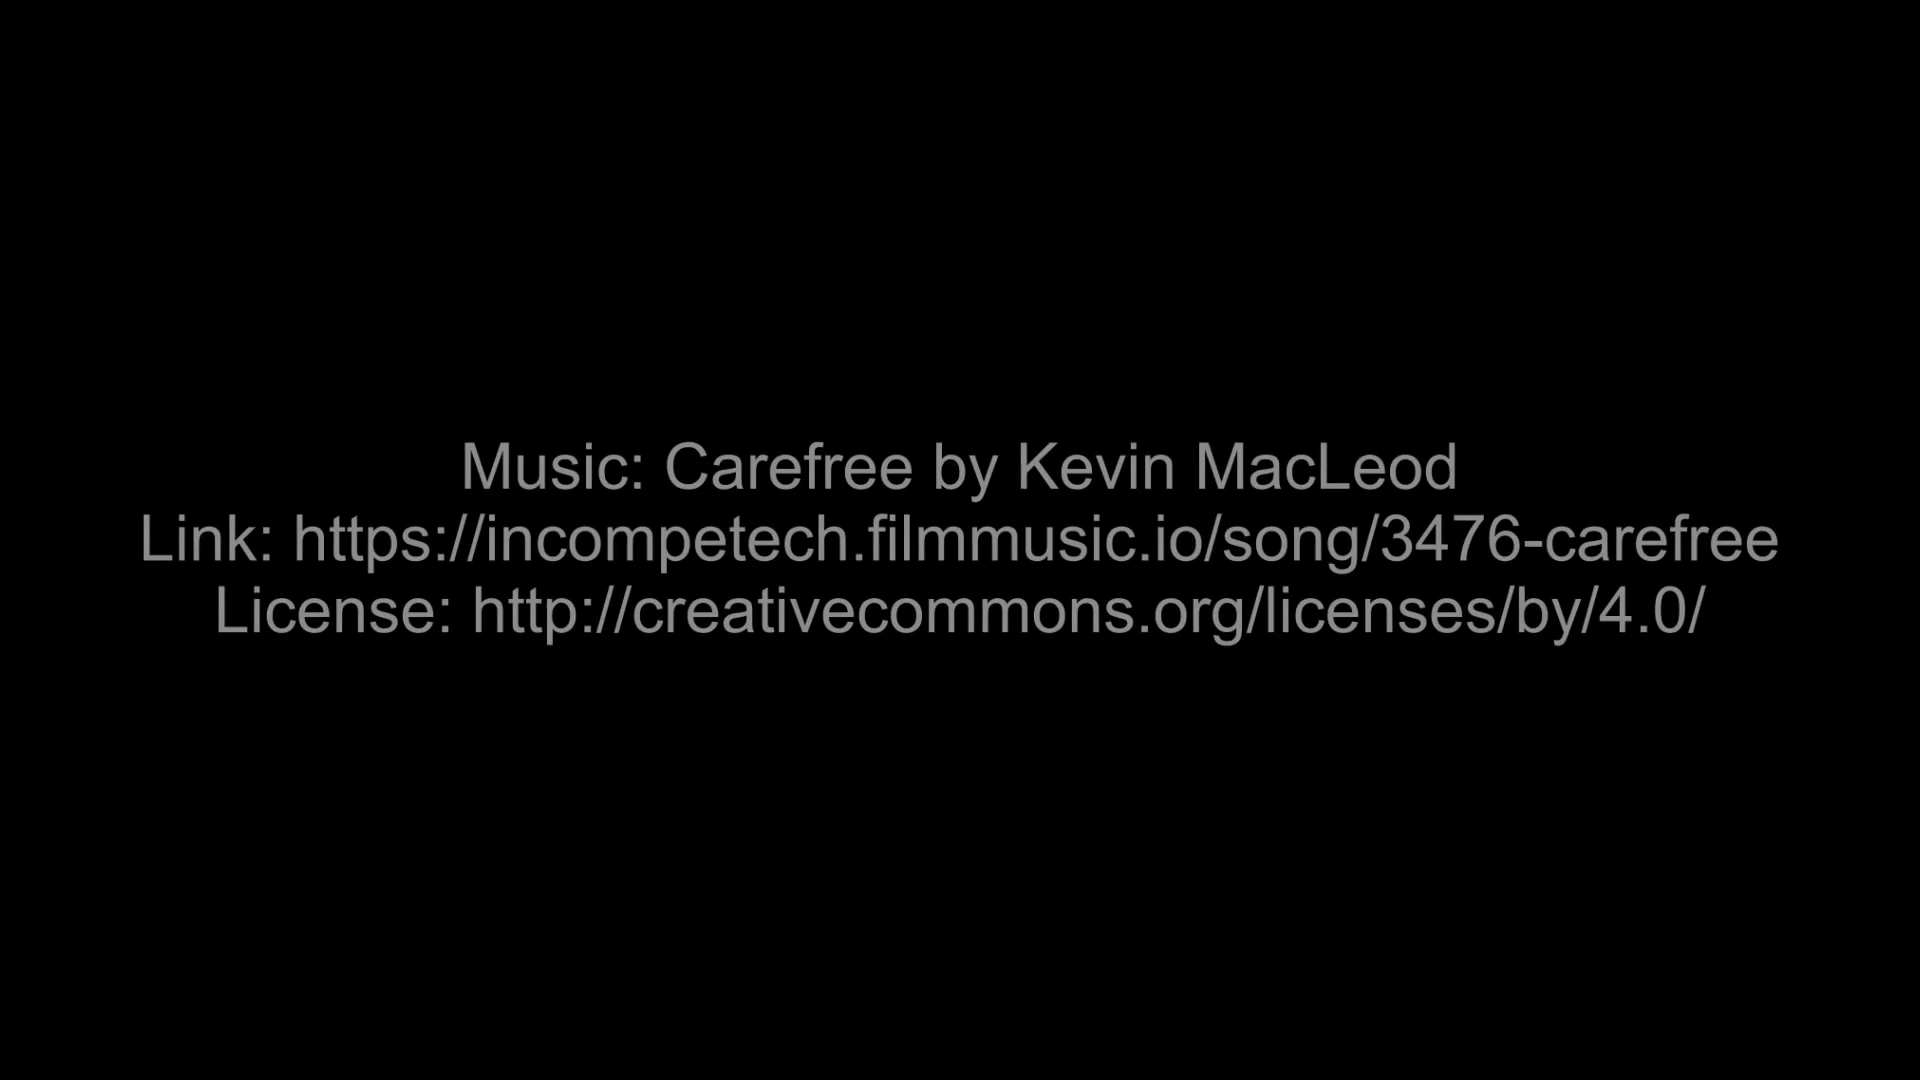 Music: Carefree by Kevin MacLeod
Link: https://incompetech.filmmusic.io/song/3476-carefree
License: http://creativecommons.org/licenses/by/4.0/